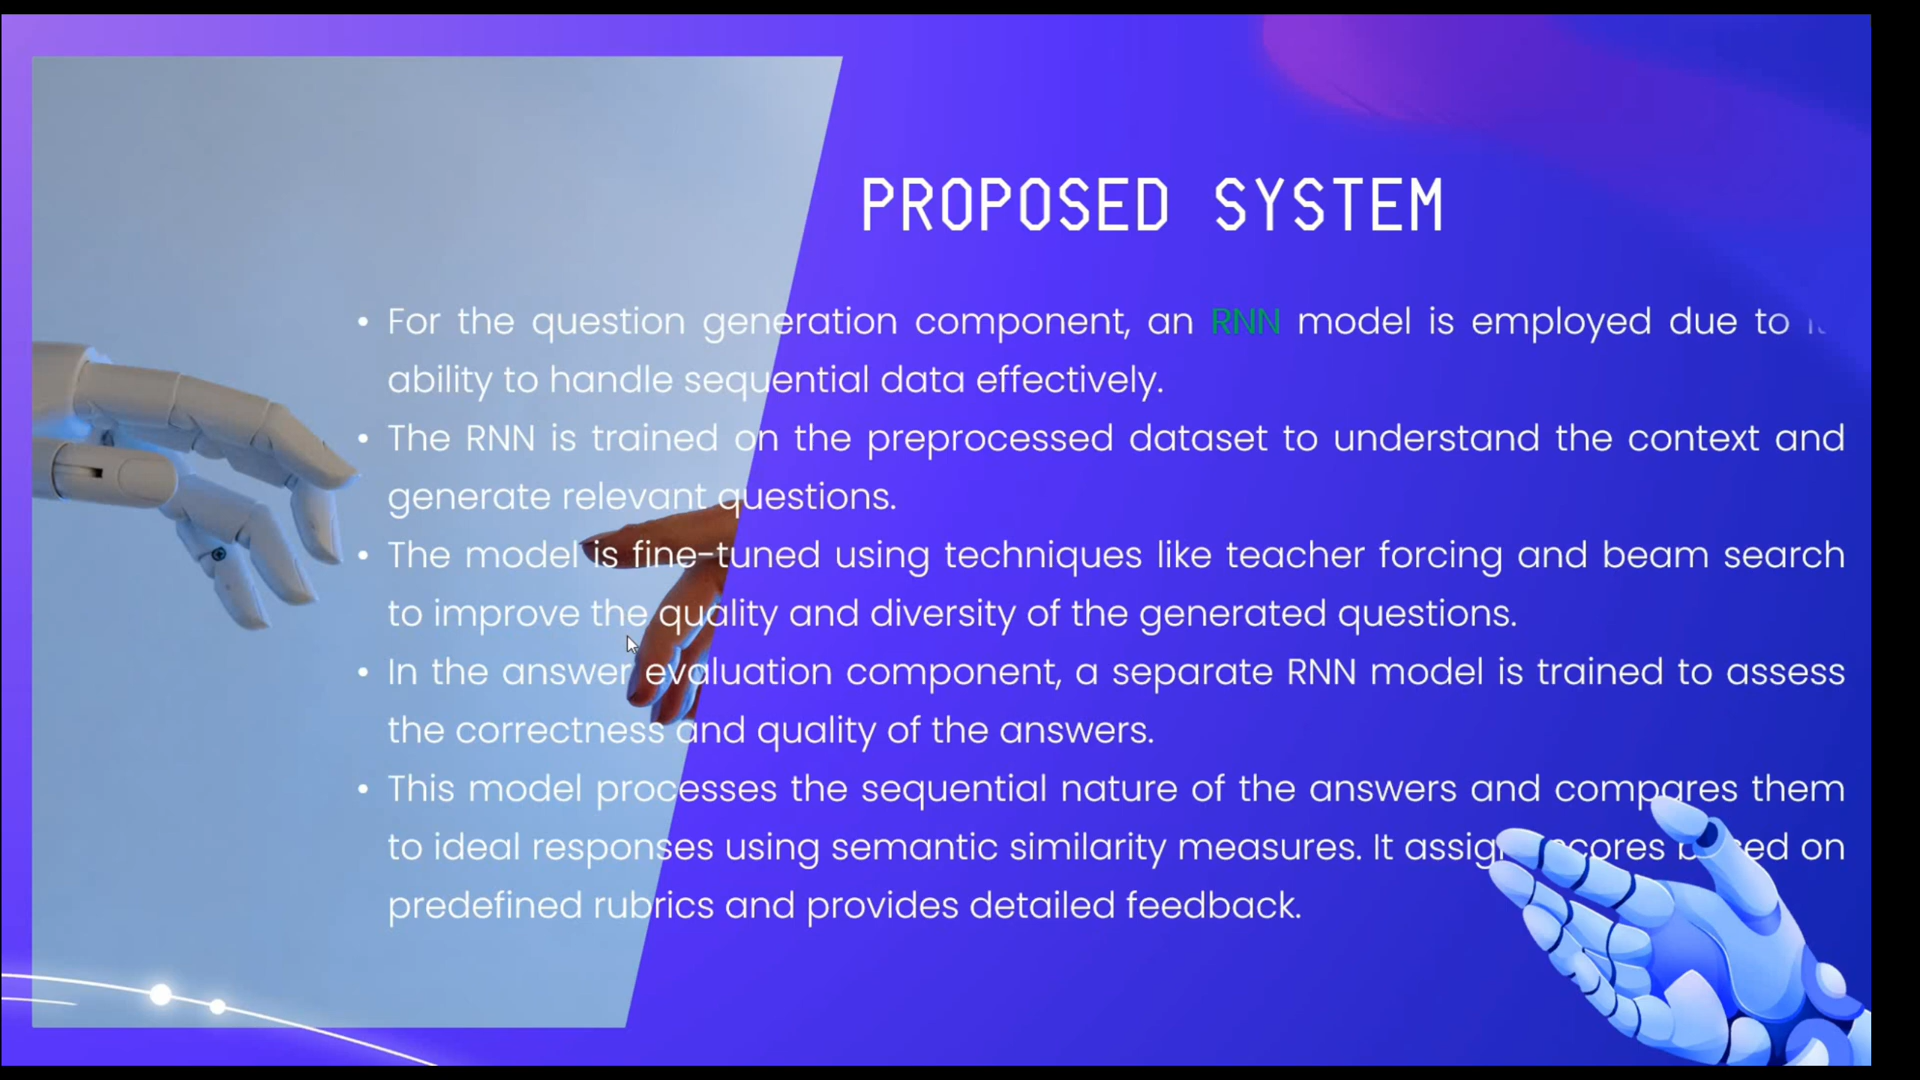 PROPOSED SYSTEM
• For the question generation component, an RNN model is employed due to
ability to handle sequential data effectively.
• The RNN is trained on the preprocessed dataset to understand the context and
generate relevant questions.
• The model is fine-tuned using techniques like teacher forcing and beam search
to improve the quality and diversity of the generated questions.
• In the answer evaluation component, a separate RNN model is trained to assess
the correctness and quality of the answers.
• This model processes the sequential nature of the answers and compares them
to ideal responses using semantic similarity measures. It on
predefined rubrics and provides detailed feedback.